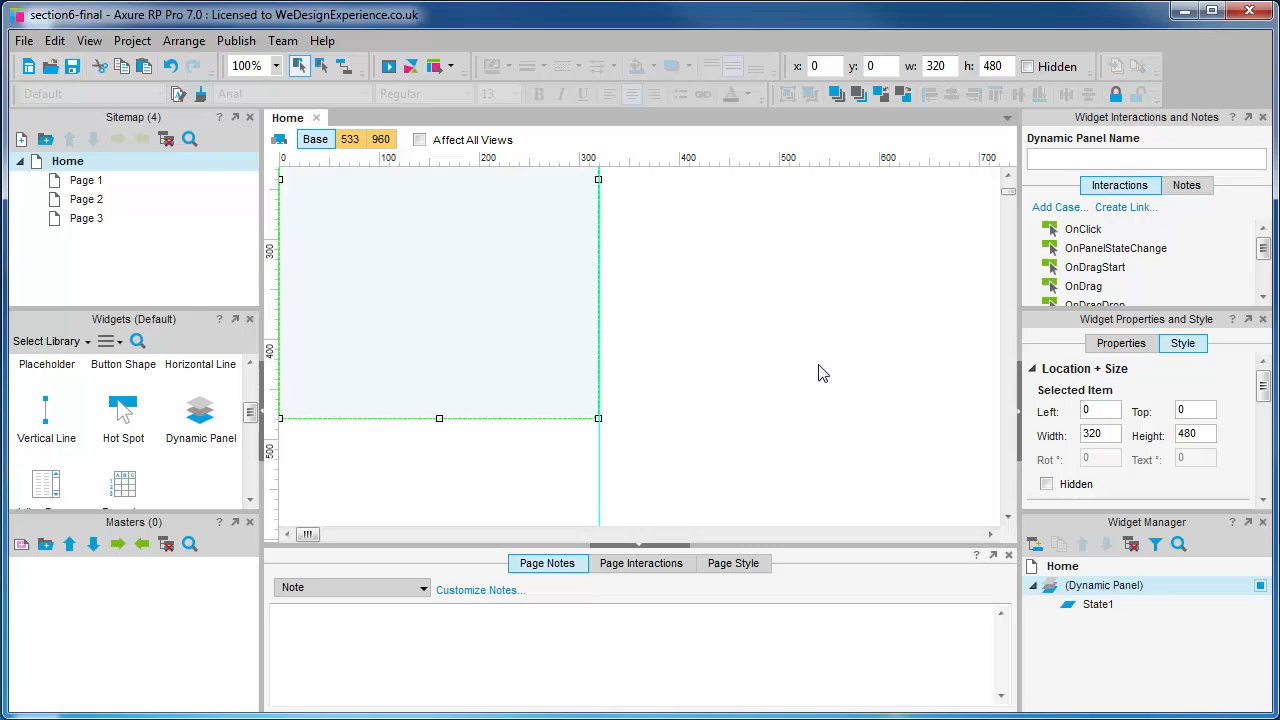 section6-final - Axure RP Pro 7.0 : Licensed to WeDesignExperience.co.uk
File Edit View Project Arrange Publish Team Help
100% x: 0 y: 0 w: 320 h: 480 Hidden
Default Arial Regular 13 B I U A
Sitemap (4) ?
Home
Page 1
Page 2
Page 3
Widgets (Default) ?
Select Library
Placeholder Button Shape Horizontal Line
Vertical Line Hot Spot Dynamic Panel
A B C
Masters (0) ?
Home
Base 533 960 Affect All Views
0 100 200 300 400 500 600 700
300
400
500
?
Page Notes Page Interactions Page Style
Note Customize Notes...
Widget Interactions and Notes
Dynamic Panel Name
Interactions Notes
Add Case... Create Link...
OnClick
OnPanelStateChange
OnDragStart
OnDrag
OnDragDrop
Widget Properties and Style ?
Properties Style
Location + Size
Selected Item
Left: 0 Top: 0
Width: 320 Height: 480
Rot °: 0 Text °: 0
Hidden
Widget Manager ?
Home
(Dynamic Panel)
State1